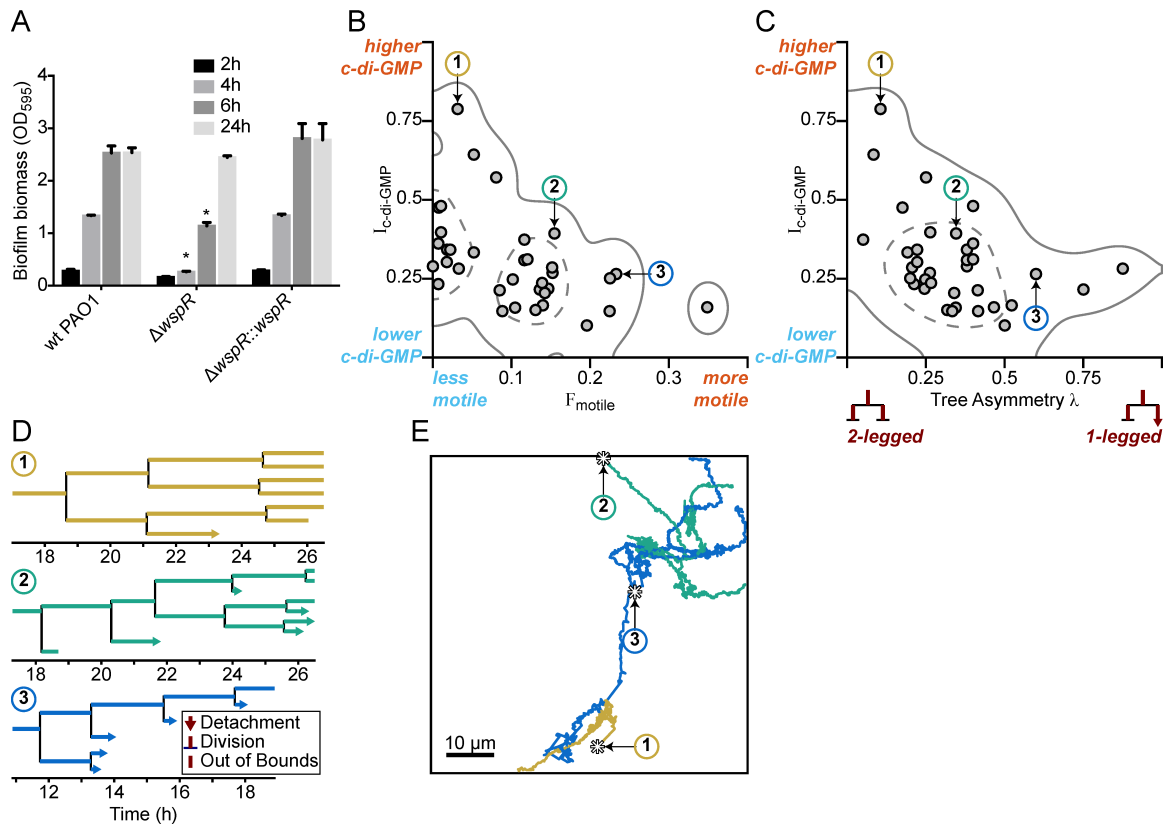 A
Biofilm biomass (OD595)
4
3
2
1
0
2h
4h
6h
24h
*
*
wt PAO1
ΔwspR
ΔwspR::wspR
B
higher
c-di-GMP
0.75
0.5
0.25
Ic-di-GMP
lower
c-di-GMP
1
2
3
less
motile
0.1
0.2
0.3
Fmotile
more
motile
C
higher
c-di-GMP
0.75
0.5
0.25
Ic-di-GMP
lower
c-di-GMP
1
2
3
0.25
0.5
0.75
Tree Asymmetry λ
2-legged
1-legged
D
1
18 20 22 24 26
2
18 20 22 24 26
3
Detachment
Division
Out of Bounds
12 14 16 18
Time (h)
E
2
3
1
10 µm